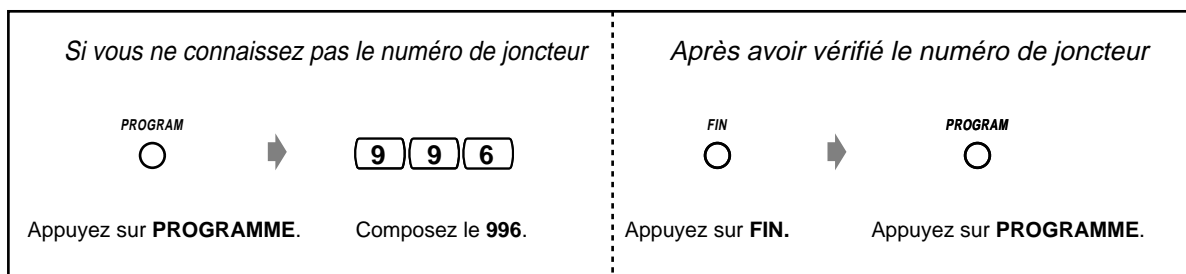 Si vous ne connaissez pas le numéro de joncteur
PROGRAM
9 9 6
Appuyez sur PROGRAMME.
Composez le 996.
Après avoir vérifié le numéro de joncteur
FIN
PROGRAM
Appuyez sur FIN.
Appuyez sur PROGRAMME.